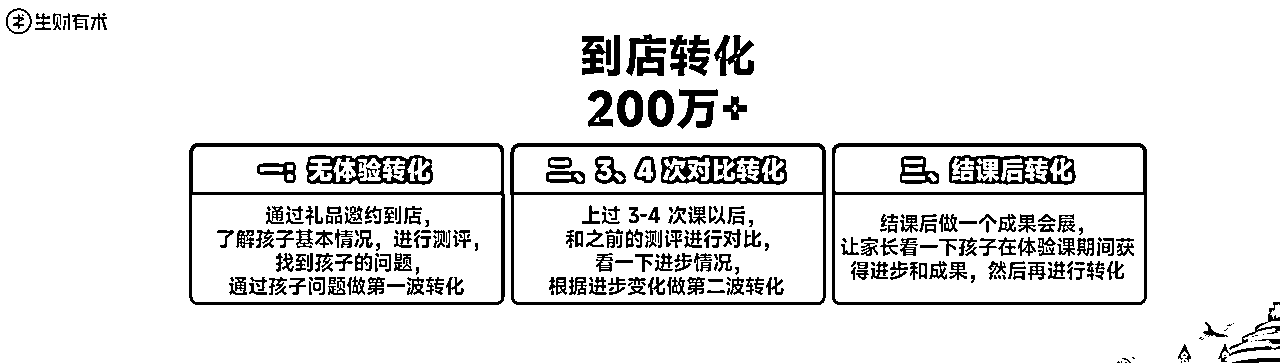 生财有术
到店转化
200万+
一：无体验转化
通过礼品邀约到店，
了解孩子基本情况，进行测评，
找到孩子的问题，
通过孩子问题做第一波转化
二、3、4 次对比转化
上过 3-4 次课以后，
和之前的测评进行对比，
看一下进步情况，
根据进步变化做第二波转化
三、结课后转化
结课后做一个成果会展，
让家长看一下孩子在体验课期间获
得进步和成果，然后再进行转化